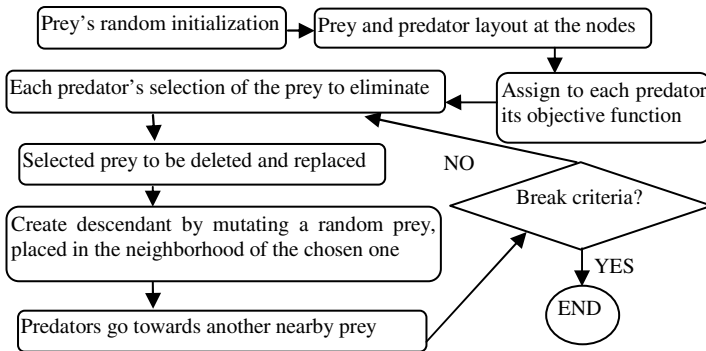 Prey's random initialization
Prey and predator layout at the nodes
Assign to each predator
its objective function
Each predator's selection of the prey to eliminate
Selected prey to be deleted and replaced
Create descendant by mutating a random prey,
placed in the neighborhood of the chosen one
Predators go towards another nearby prey
Break criteria?
NO
YES
END